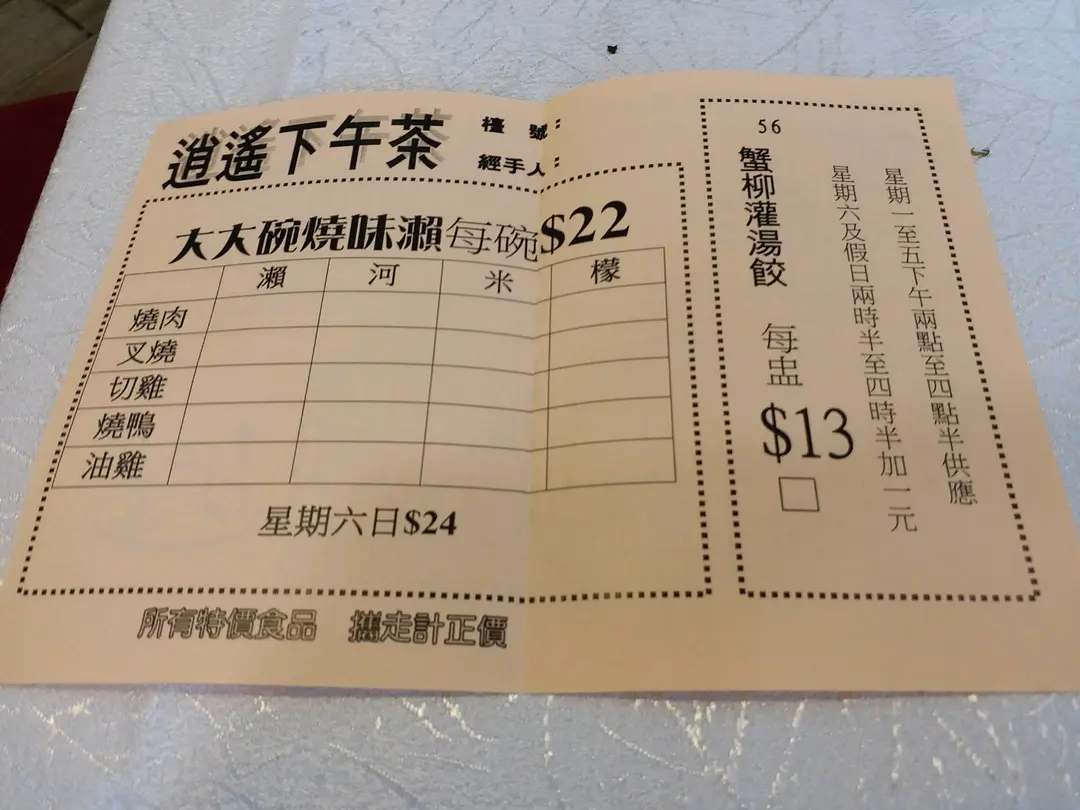 逍遙下午茶
檯 號：
經手人：
大大碗燒味瀨每碗$22
瀨 河 米 檬
燒肉
叉燒
切雞
燒鴨
油雞
星期六日$24
所有特價食品 攜走計正價
56
蟹柳灌湯餃 每盅 $13
星期一至五下午兩點至四點半供應
星期六及假日兩時半至四時半加二元